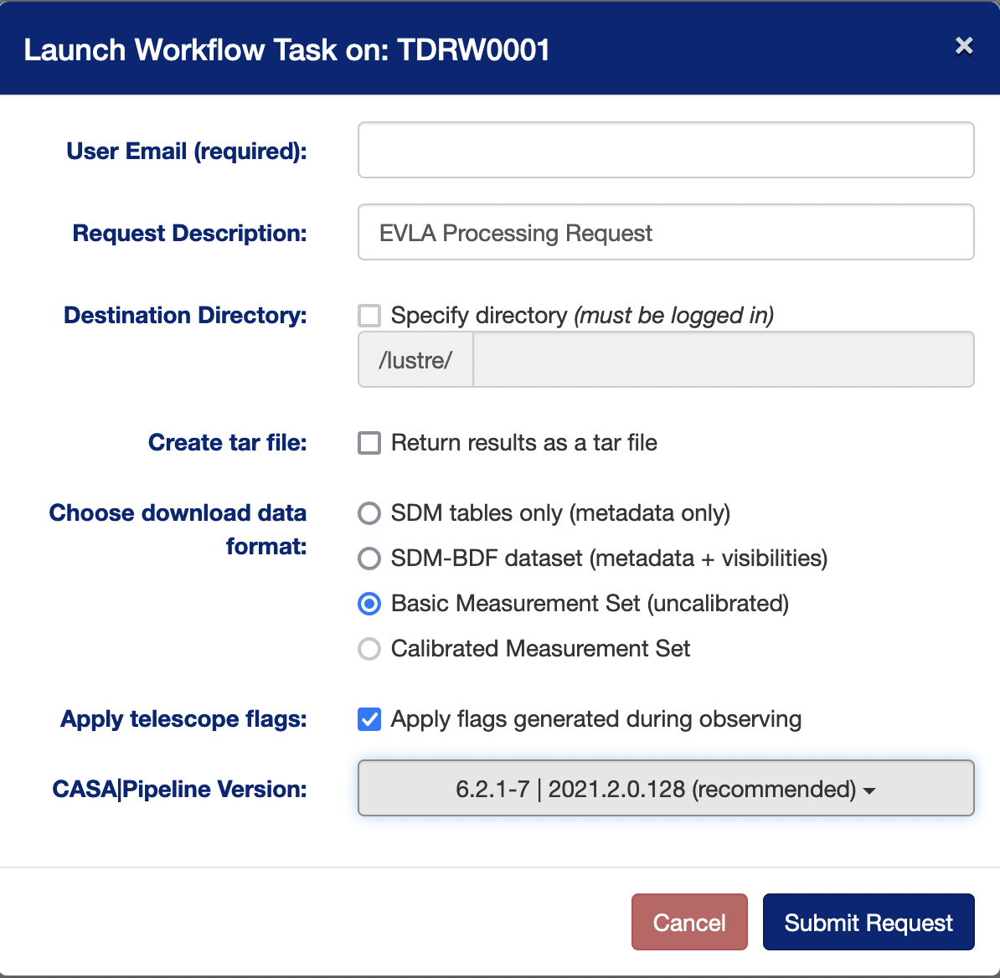 Launch Workflow Task on: TDRW0001 ×
User Email (required):
Request Description: EVLA Processing Request
Destination Directory: Specify directory (must be logged in)
/lustre/
Create tar file: Return results as a tar file
Choose download data
format:
SDM tables only (metadata only)
SDM-BDF dataset (metadata + visibilities)
Basic Measurement Set (uncalibrated)
Calibrated Measurement Set
Apply telescope flags: Apply flags generated during observing
CASA|Pipeline Version: 6.2.1-7 | 2021.2.0.128 (recommended)
Cancel Submit Request